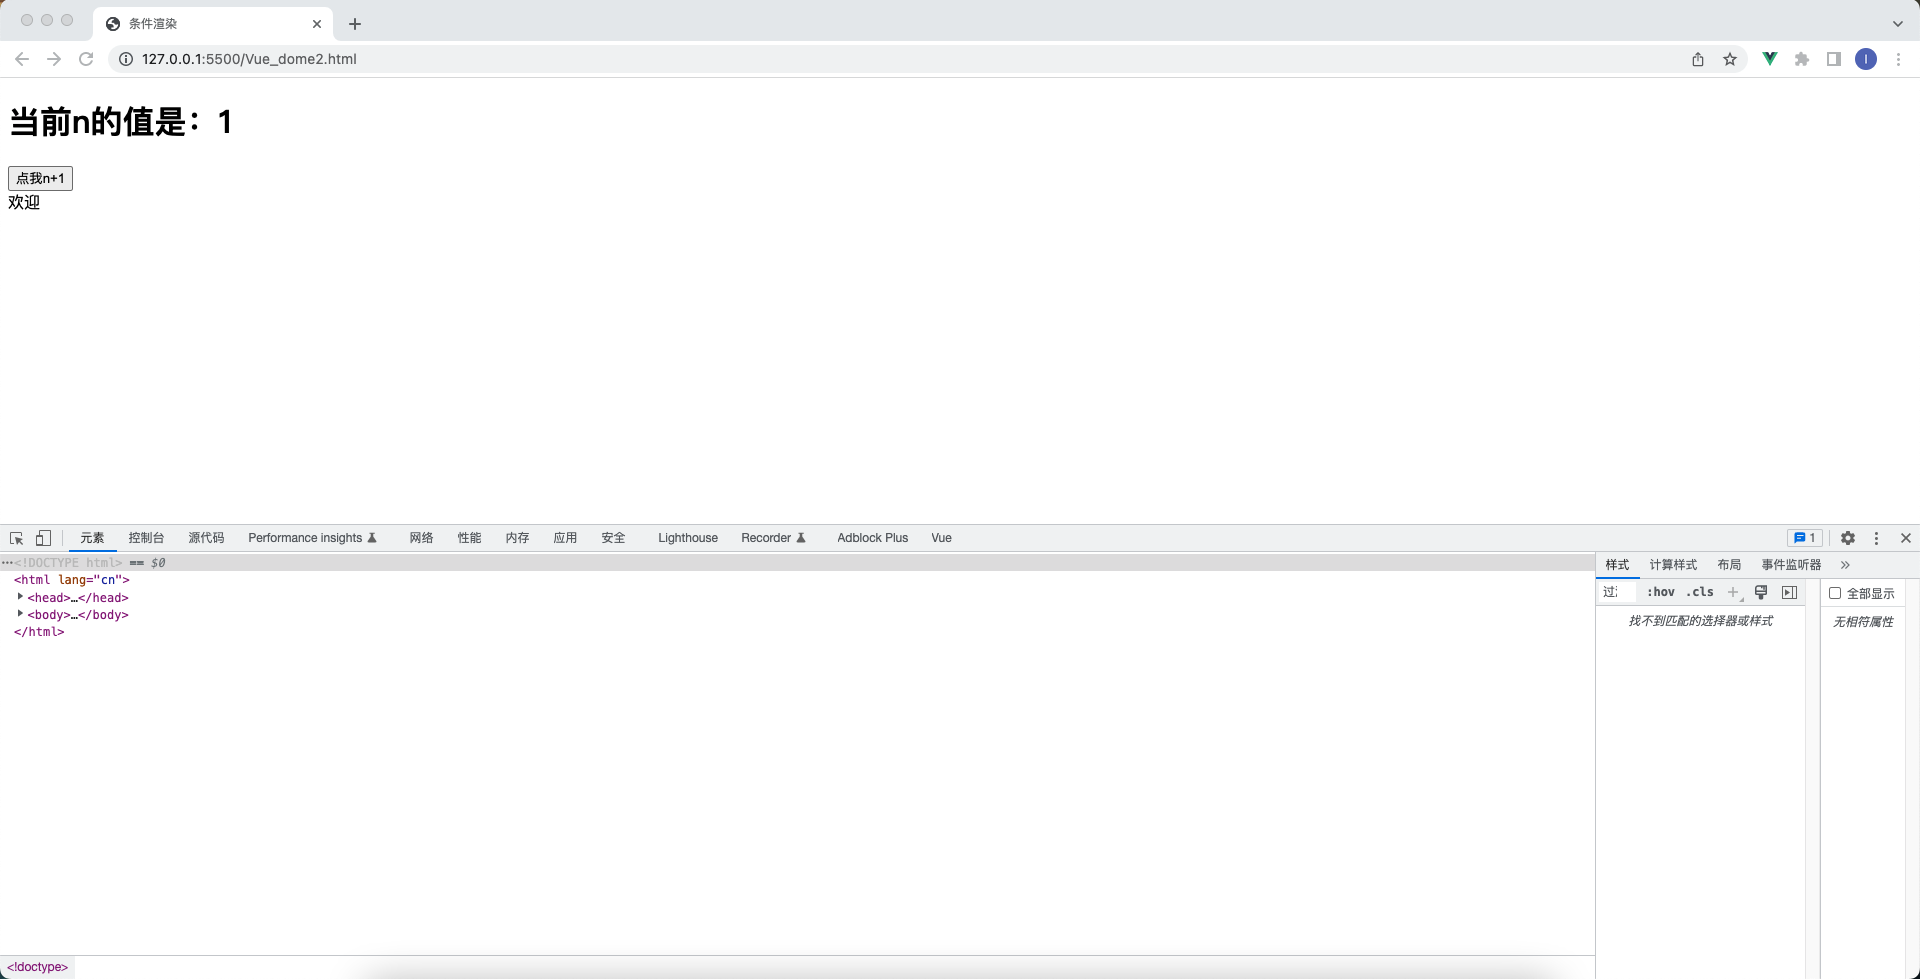 条件渲染
127.0.0.1:5500/Vue_dome2.html
I
当前n的值是：1
点我n+1
欢迎
元素 控制台 源代码 Performance insights 网络 性能 内存 应用 安全 Lighthouse Recorder Adblock Plus Vue 1
<!DOCTYPE html> == $0
<html lang="cn">
<head>…</head>
<body>…</body>
</html>
样式 计算样式 布局 事件监听器 »
:hov .cls
全部显示
找不到匹配的选择器或样式
无相符属性
<!doctype>